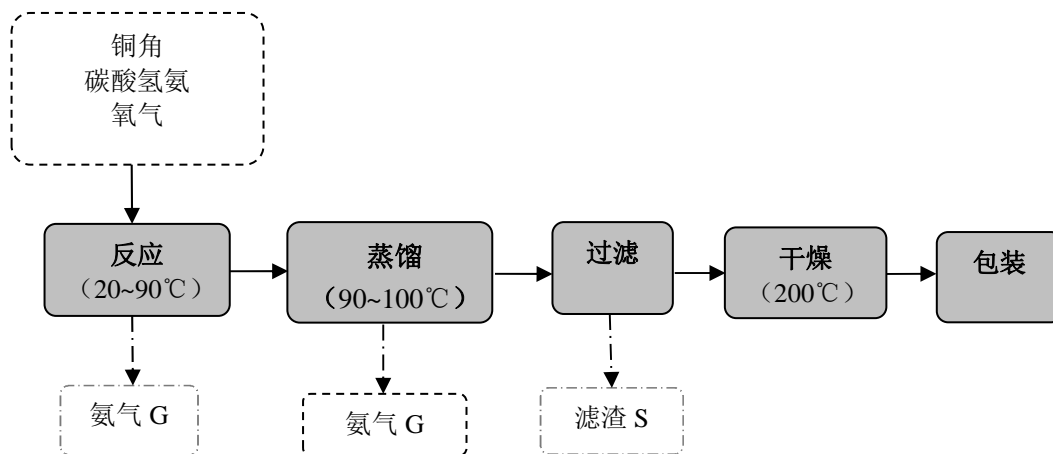 铜角
碳酸氢氨
氧气
反应
（20~90℃）
蒸馏
（90~100℃）
过滤
干燥
（200℃）
包装
氨气 G
氨气 G
滤渣 S